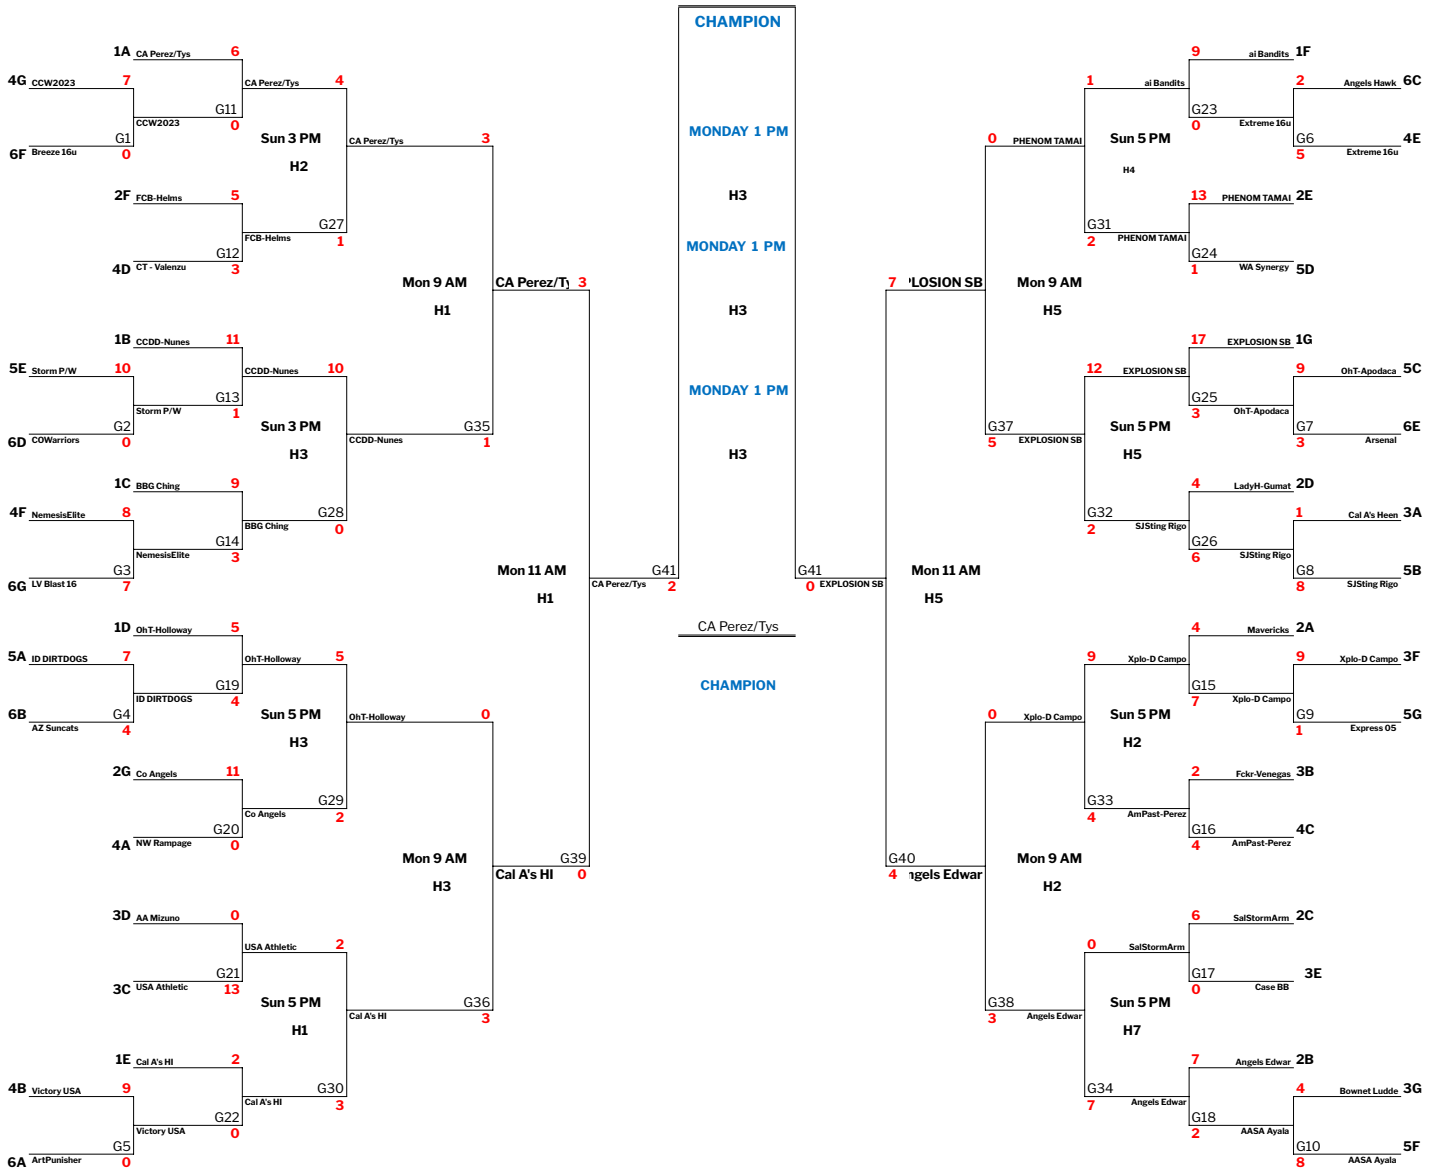 CHAMPION
1A CA Perez/Tys 6
9 ai Bandits 1F
4G CCW2023 7
CA Perez/Tys 4
1 ai Bandits
2 Angels Hawk 6C
G11
G23
CCW2023 0
0 Extreme 16u
G1
Sun 3 PM
MONDAY 1 PM
CA Perez/Tys 3
0 PHENOM TAMAI
Sun 5 PM
G6
4E
6F Breeze 16u 0
5 Extreme 16u
H2
H4
2F FCB-Helms 5
H3
13 PHENOM TAMAI 2E
G27
G31
FCB-Helms 1
2 PHENOM TAMAI
G12
MONDAY 1 PM
G24
4D CT - Valenzu 3
1 WA Synergy 5D
Mon 9 AM
CA Perez/Ty 3
7 PLOSION SB
Mon 9 AM
H1
H3
H5
1B CCDD-Nunes 11
17 EXPLOSION SB 1G
5E Storm P/W 10
CCDD-Nunes 10
12 EXPLOSION SB
9 OhT-Apodaca 5C
MONDAY 1 PM
G13
G25
Storm P/W 1
3 OhT-Apodaca
G2
Sun 3 PM
G35
G37
Sun 5 PM
G7
6E
6D COWarriors 0
CCDD-Nunes 1
5 EXPLOSION SB
3 Arsenal
H3
H3
H5
1C BBG Ching 9
4 LadyH-Gumat 2D
4F NemesisElite 8
G28
G32
1 Cal A's Heen 3A
BBG Ching 0
2 SJSting Rigo
G14
G26
NemesisElite 3
6 SJSting Rigo
G3
Mon 11 AM
G41
G41
Mon 11 AM
G8
5B
6G LV Blast 16 7
CA Perez/Tys 2
0 EXPLOSION SB
8 SJSting Rigo
H1
H5
CA Perez/Tys
1D OhT-Holloway 5
4 Mavericks 2A
5A ID DIRTDOGS 7
OhT-Holloway 5
9 Xplo-D Campo
9 Xplo-D Campo 3F
G19
CHAMPION
G15
ID DIRTDOGS 4
7 Xplo-D Campo
G4
Sun 5 PM
OhT-Holloway 0
0 Xplo-D Campo
Sun 5 PM
G9
5G
6B AZ Suncats 4
1 Express 05
H3
H2
2G Co Angels 11
2 Fckr-Venegas 3B
G29
G33
Co Angels 2
4 AmPast-Perez
G20
G16
4C
4A NW Rampage 0
4 AmPast-Perez
Mon 9 AM
G39
G40
Mon 9 AM
Cal A's HI 0
4 ngels Edwar
H3
H2
3D AA Mizuno 0
6 SalStormArm 2C
USA Athletic 2
0 SalStormArm
G21
G17
3E
3C USA Athletic 13
0 Case BB
Sun 5 PM
G36
G38
Sun 5 PM
Cal A's HI 3
3 Angels Edwar
H1
H7
1E Cal A's HI 2
7 Angels Edwar 2B
4B Victory USA 9
G30
G34
4 Bownet Ludde 3G
Cal A's HI 3
7 Angels Edwar
G22
G18
Victory USA 0
2 AASA Ayala
G5
G10
5F
6A ArtPunisher 0
8 AASA Ayala